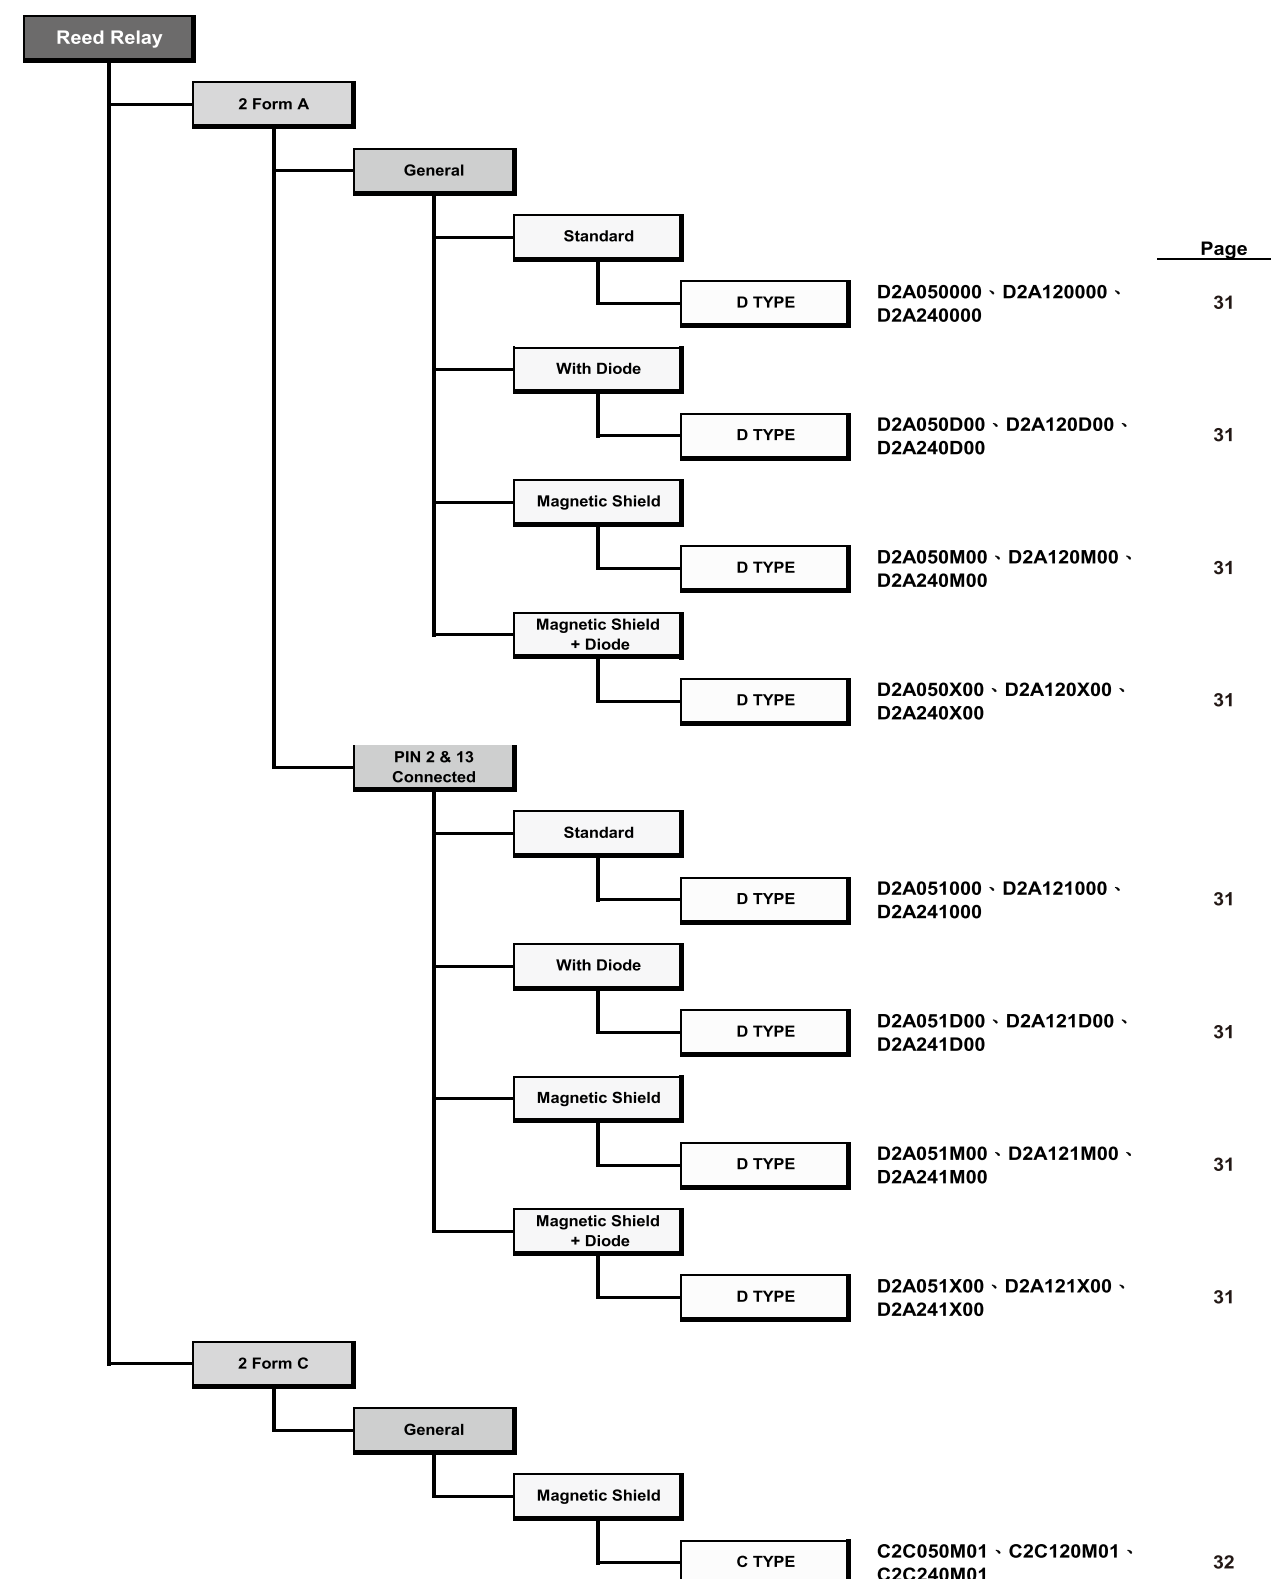 Reed Relay
2 Form A
General
Standard
Page
D TYPE
D2A050000、D2A120000、
D2A240000
31
With Diode
D TYPE
D2A050D00、D2A120D00、
D2A240D00
31
Magnetic Shield
D TYPE
D2A050M00、D2A120M00、
D2A240M00
31
Magnetic Shield
+ Diode
D TYPE
D2A050X00、D2A120X00、
D2A240X00
31
PIN 2 & 13
Connected
Standard
D TYPE
D2A051000、D2A121000、
D2A241000
31
With Diode
D TYPE
D2A051D00、D2A121D00、
D2A241D00
31
Magnetic Shield
D TYPE
D2A051M00、D2A121M00、
D2A241M00
31
Magnetic Shield
+ Diode
D TYPE
D2A051X00、D2A121X00、
D2A241X00
31
2 Form C
General
Magnetic Shield
C TYPE
C2C050M01、C2C120M01、
C2C240M01
32